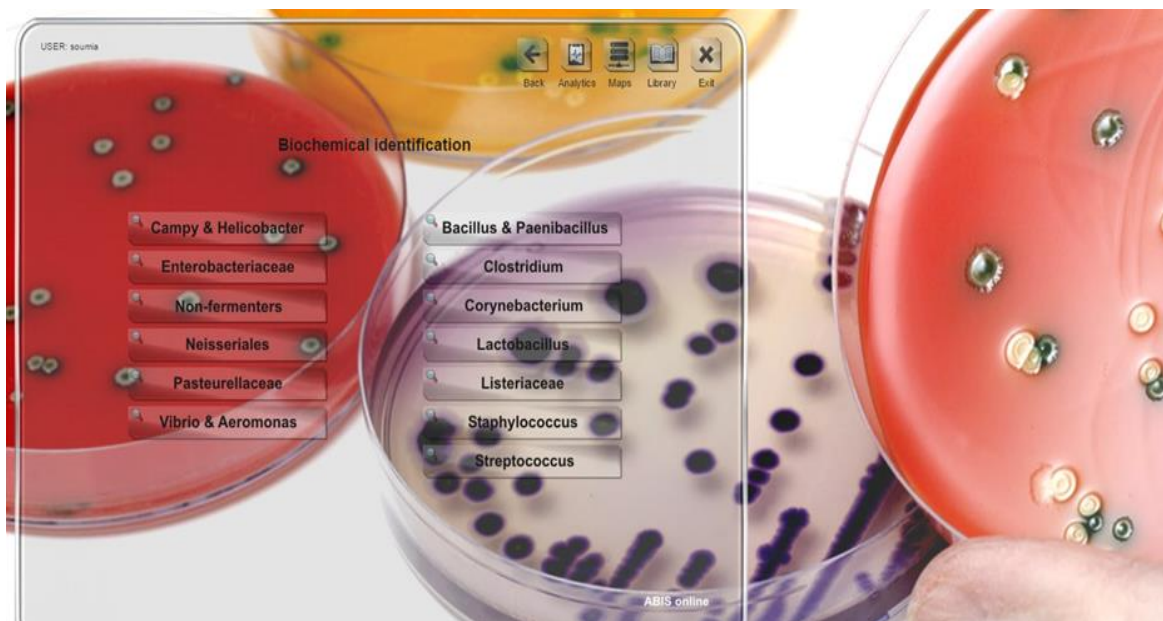 USER: soumia
Back Analytics Maps Library Exit
Biochemical identification
Campy & Helicobacter
Enterobacteriaceae
Non-fermenters
Neisseriales
Pasteurellaceae
Vibrio & Aeromonas
Bacillus & Paenibacillus
Clostridium
Corynebacterium
Lactobacillus
Listeriaceae
Staphylococcus
Streptococcus
ABIS online